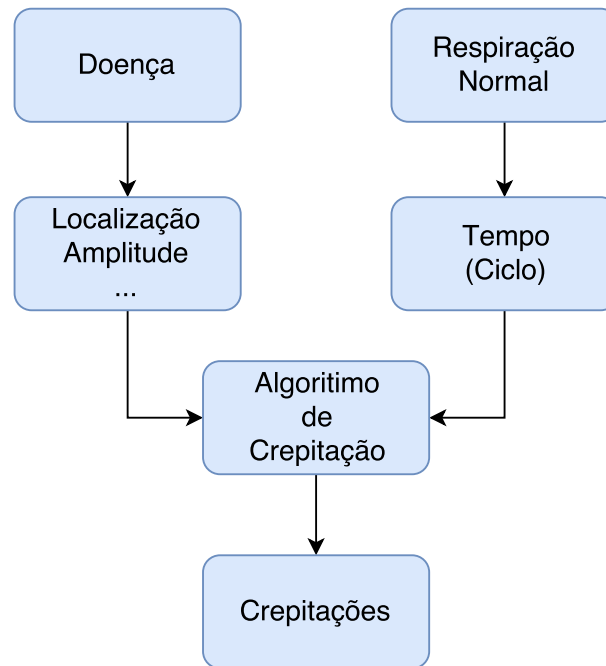 Doença
Respiração
Normal
Localização
Amplitude
...
Tempo
(Ciclo)
Algoritimo
de
Crepitação
Crepitações